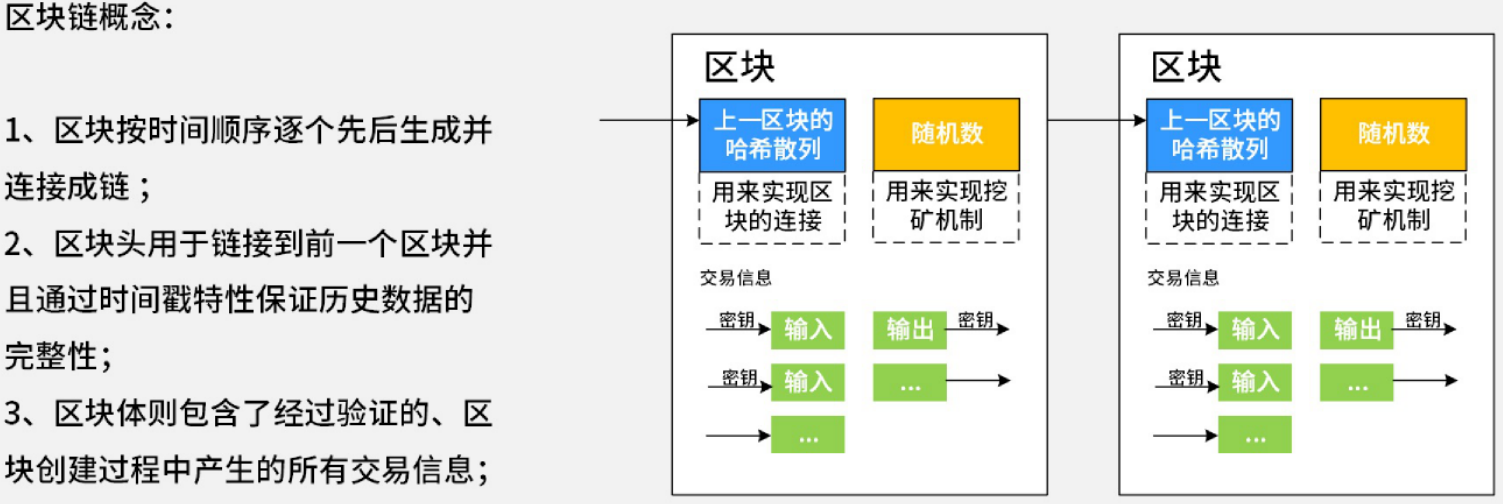 区块链概念：
1、区块按时间顺序逐个先后生成并
连接成链；
2、区块头用于链接到前一个区块并
且通过时间戳特性保证历史数据的
完整性；
3、区块体则包含了经过验证的、区
块创建过程中产生的所有交易信息；
区块
上一区块的
哈希散列
随机数
用来实现区
块的连接
用来实现挖
矿机制
交易信息
密钥 输入 输出 密钥
密钥 输入 ...
...
区块
上一区块的
哈希散列
随机数
用来实现区
块的连接
用来实现挖
矿机制
交易信息
密钥 输入 输出 密钥
密钥 输入 ...
...